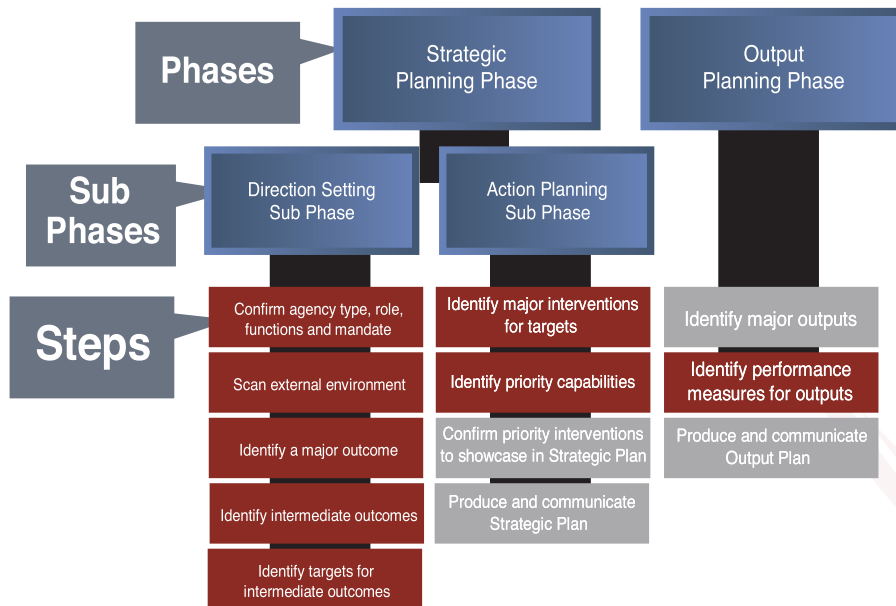 Phases
Strategic
Planning Phase
Output
Planning Phase
Sub
Phases
Direction Setting
Sub Phase
Action Planning
Sub Phase
Steps
Confirm agency type, role,
functions and mandate
Scan external environment
Identify a major outcome
Identify intermediate outcomes
Identify targets for
intermediate outcomes
Identify major interventions
for targets
Identify priority capabilities
Confirm priority interventions
to showcase in Strategic Plan
Produce and communicate
Strategic Plan
Identify major outputs
Identify performance
measures for outputs
Produce and communicate
Output Plan